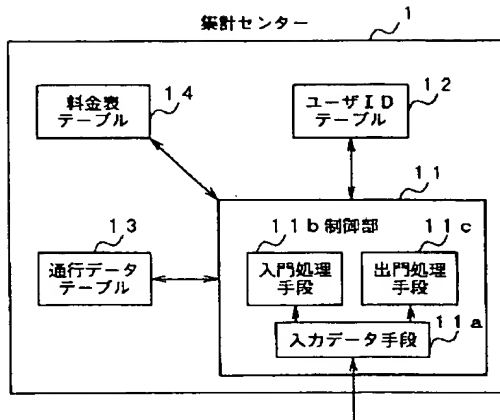 集計センター
1
料金表
テーブル
14
ユーザID
テーブル
12
11
通行データ
テーブル
13
11b 制御部 11c
入門処理
手段
出門処理
手段
入力データ手段
11a